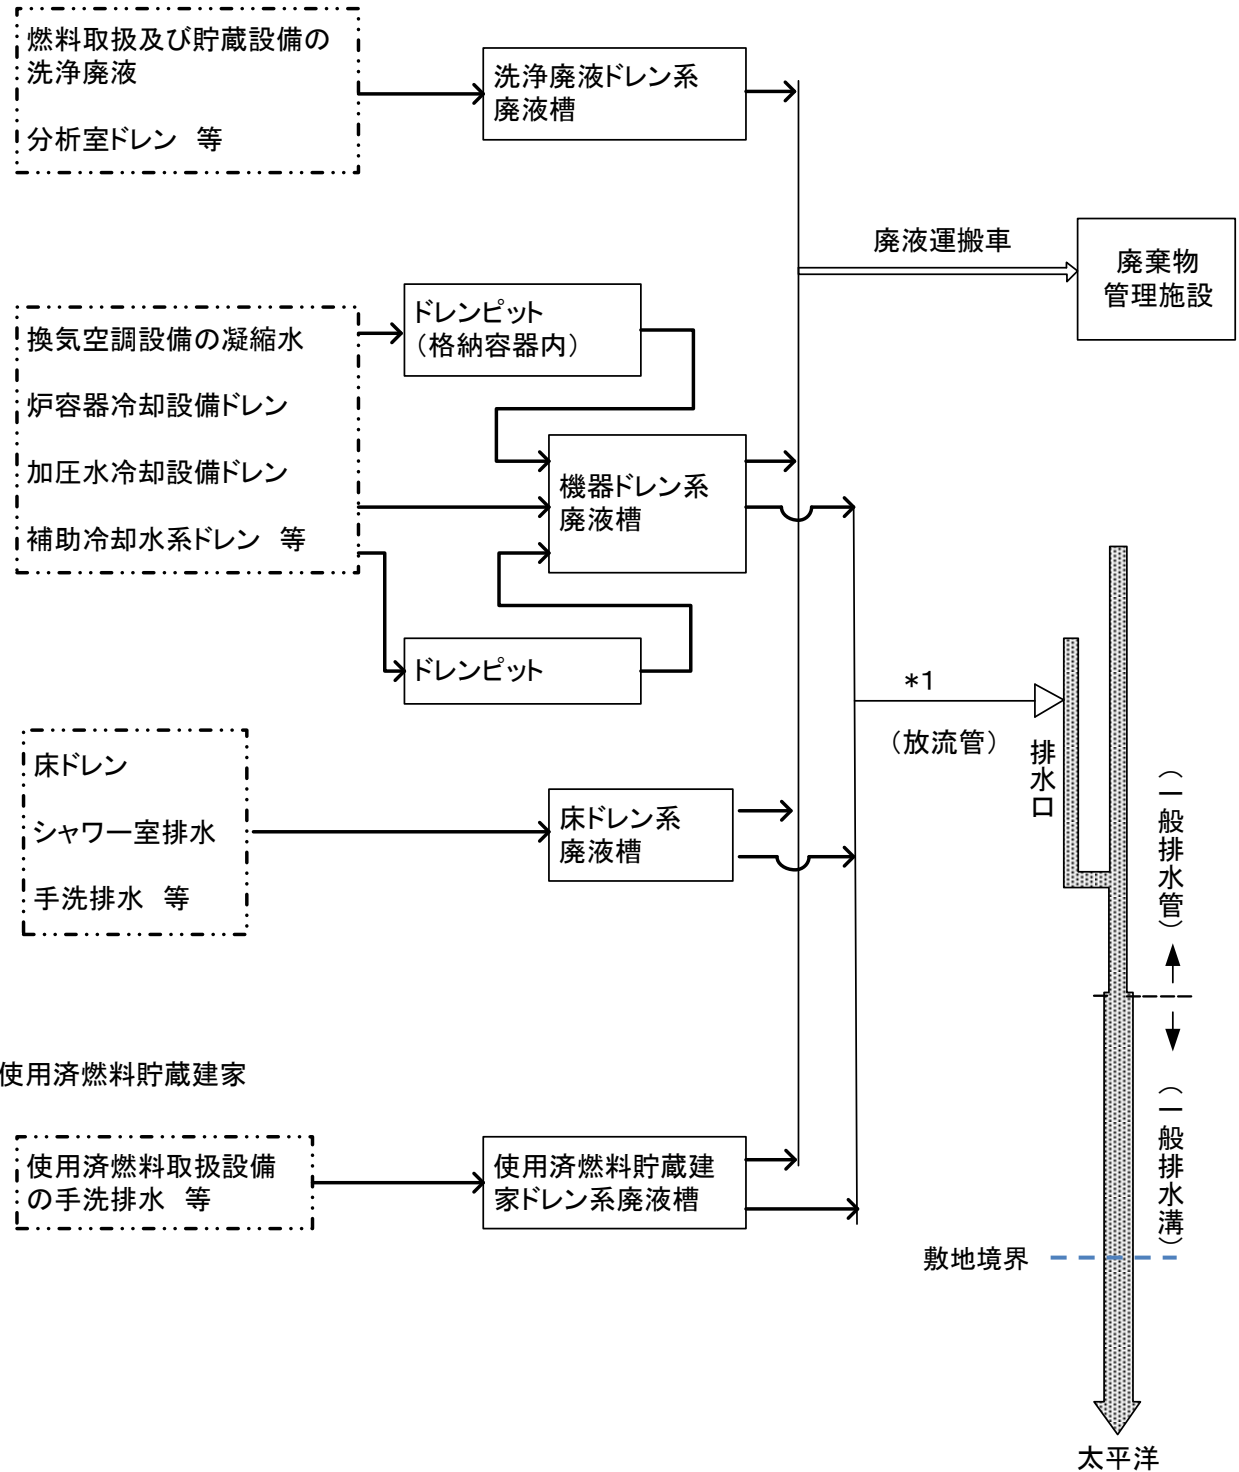 燃料取扱及び貯蔵設備の
洗浄廃液
分析室ドレン 等
洗浄廃液ドレン系
廃液槽
廃液運搬車
廃棄物
管理施設
換気空調設備の凝縮水
炉容器冷却設備ドレン
加圧水冷却設備ドレン
補助冷却水系ドレン 等
ドレンピット
（格納容器内）
機器ドレン系
廃液槽
ドレンピット
*1
（放流管）
排水口
（一般排水管）
床ドレン
シャワー室排水
手洗排水 等
床ドレン系
廃液槽
使用済燃料貯蔵建家
使用済燃料取扱設備
の手洗排水 等
使用済燃料貯蔵建
家ドレン系廃液槽
（一般排水溝）
敷地境界
太平洋